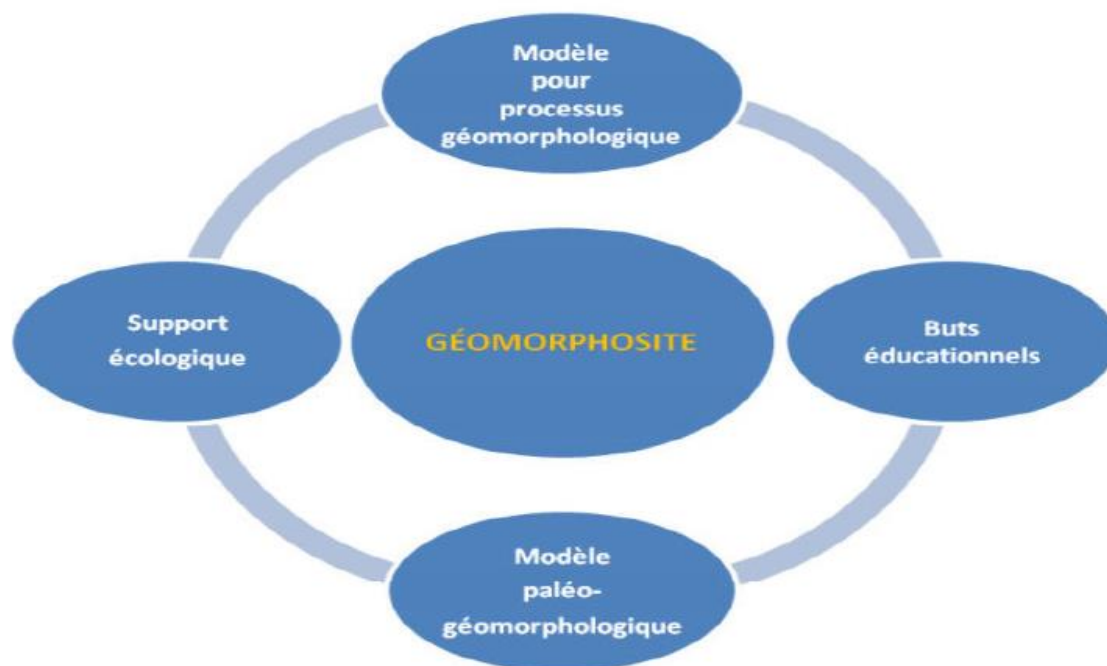 Modèle
pour
processus
géomorphologique
Support
écologique
GÉOMORPHOSITE
Buts
éducationnels
Modèle
paléo-
géomorphologique